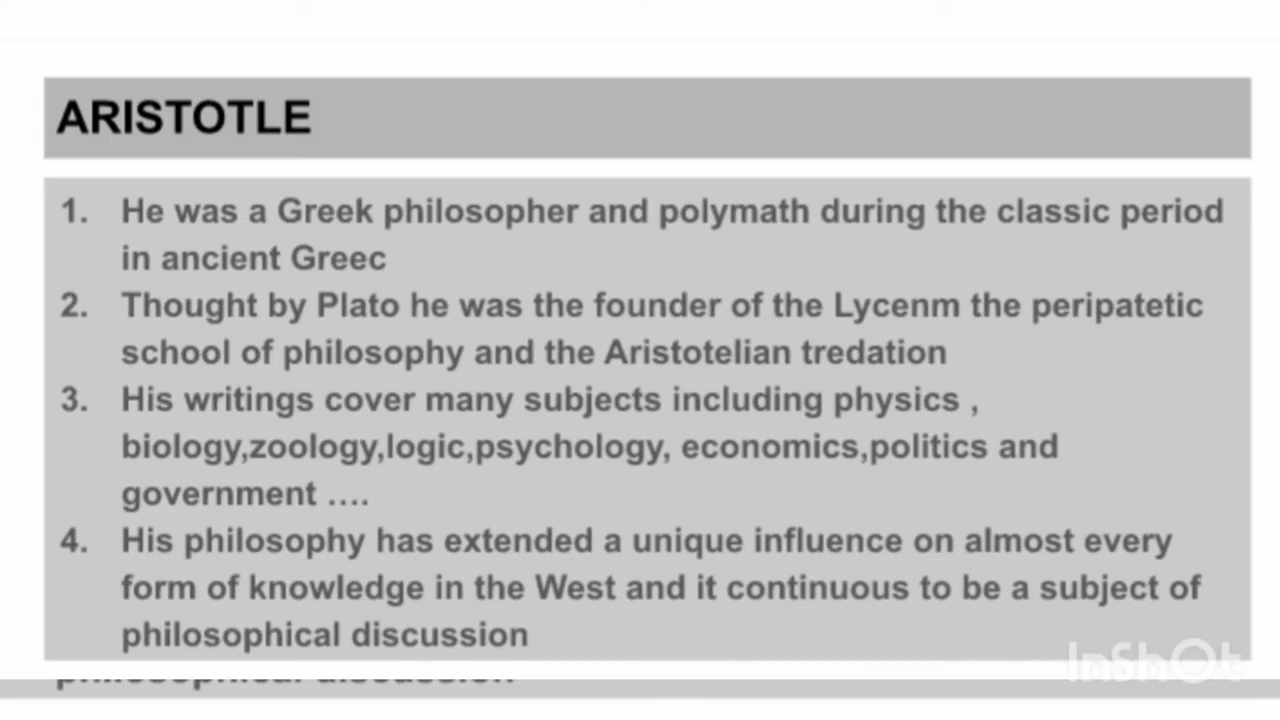 ARISTOTLE
1. He was a Greek philosopher and polymath during the classic period
in ancient Greec
2. Thought by Plato he was the founder of the Lycenm the peripatetic
school of philosophy and the Aristotelian tredation
3. His writings cover many subjects including physics ,
biology,zoology,logic,psychology, economics,politics and
government ....
4. His philosophy has extended a unique influence on almost every
form of knowledge in the West and it continuous to be a subject of
philosophical discussion
philosophical discussion
InShOt